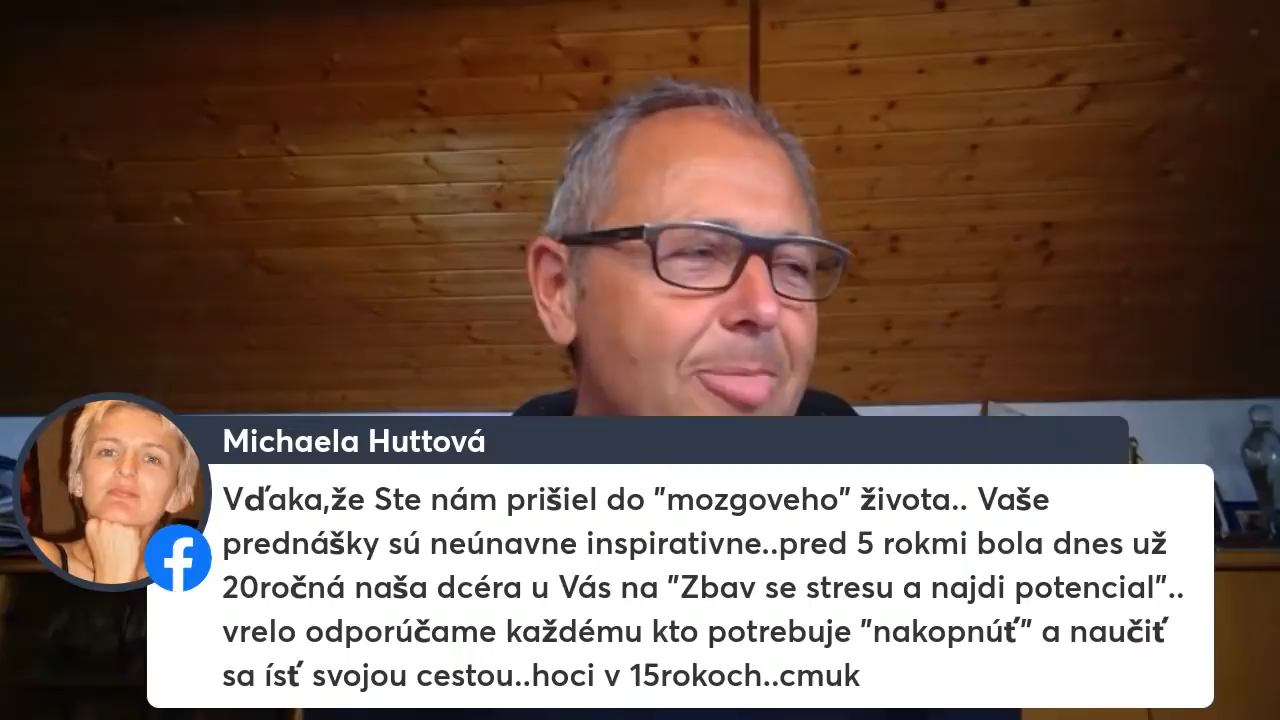 Michaela Huttová
Vďaka,že Ste nám prišiel do "mozgoveho" života.. Vaše
prednášky sú neúnavne inspirativne..pred 5 rokmi bola dnes už
20ročná naša dcéra u Vás na "Zbav se stresu a najdi potencial"..
vrelo odporúčame každému kto potrebuje "nakopnúť" a naučiť
sa ísť svojou cestou..hoci v 15rokoch..cmuk